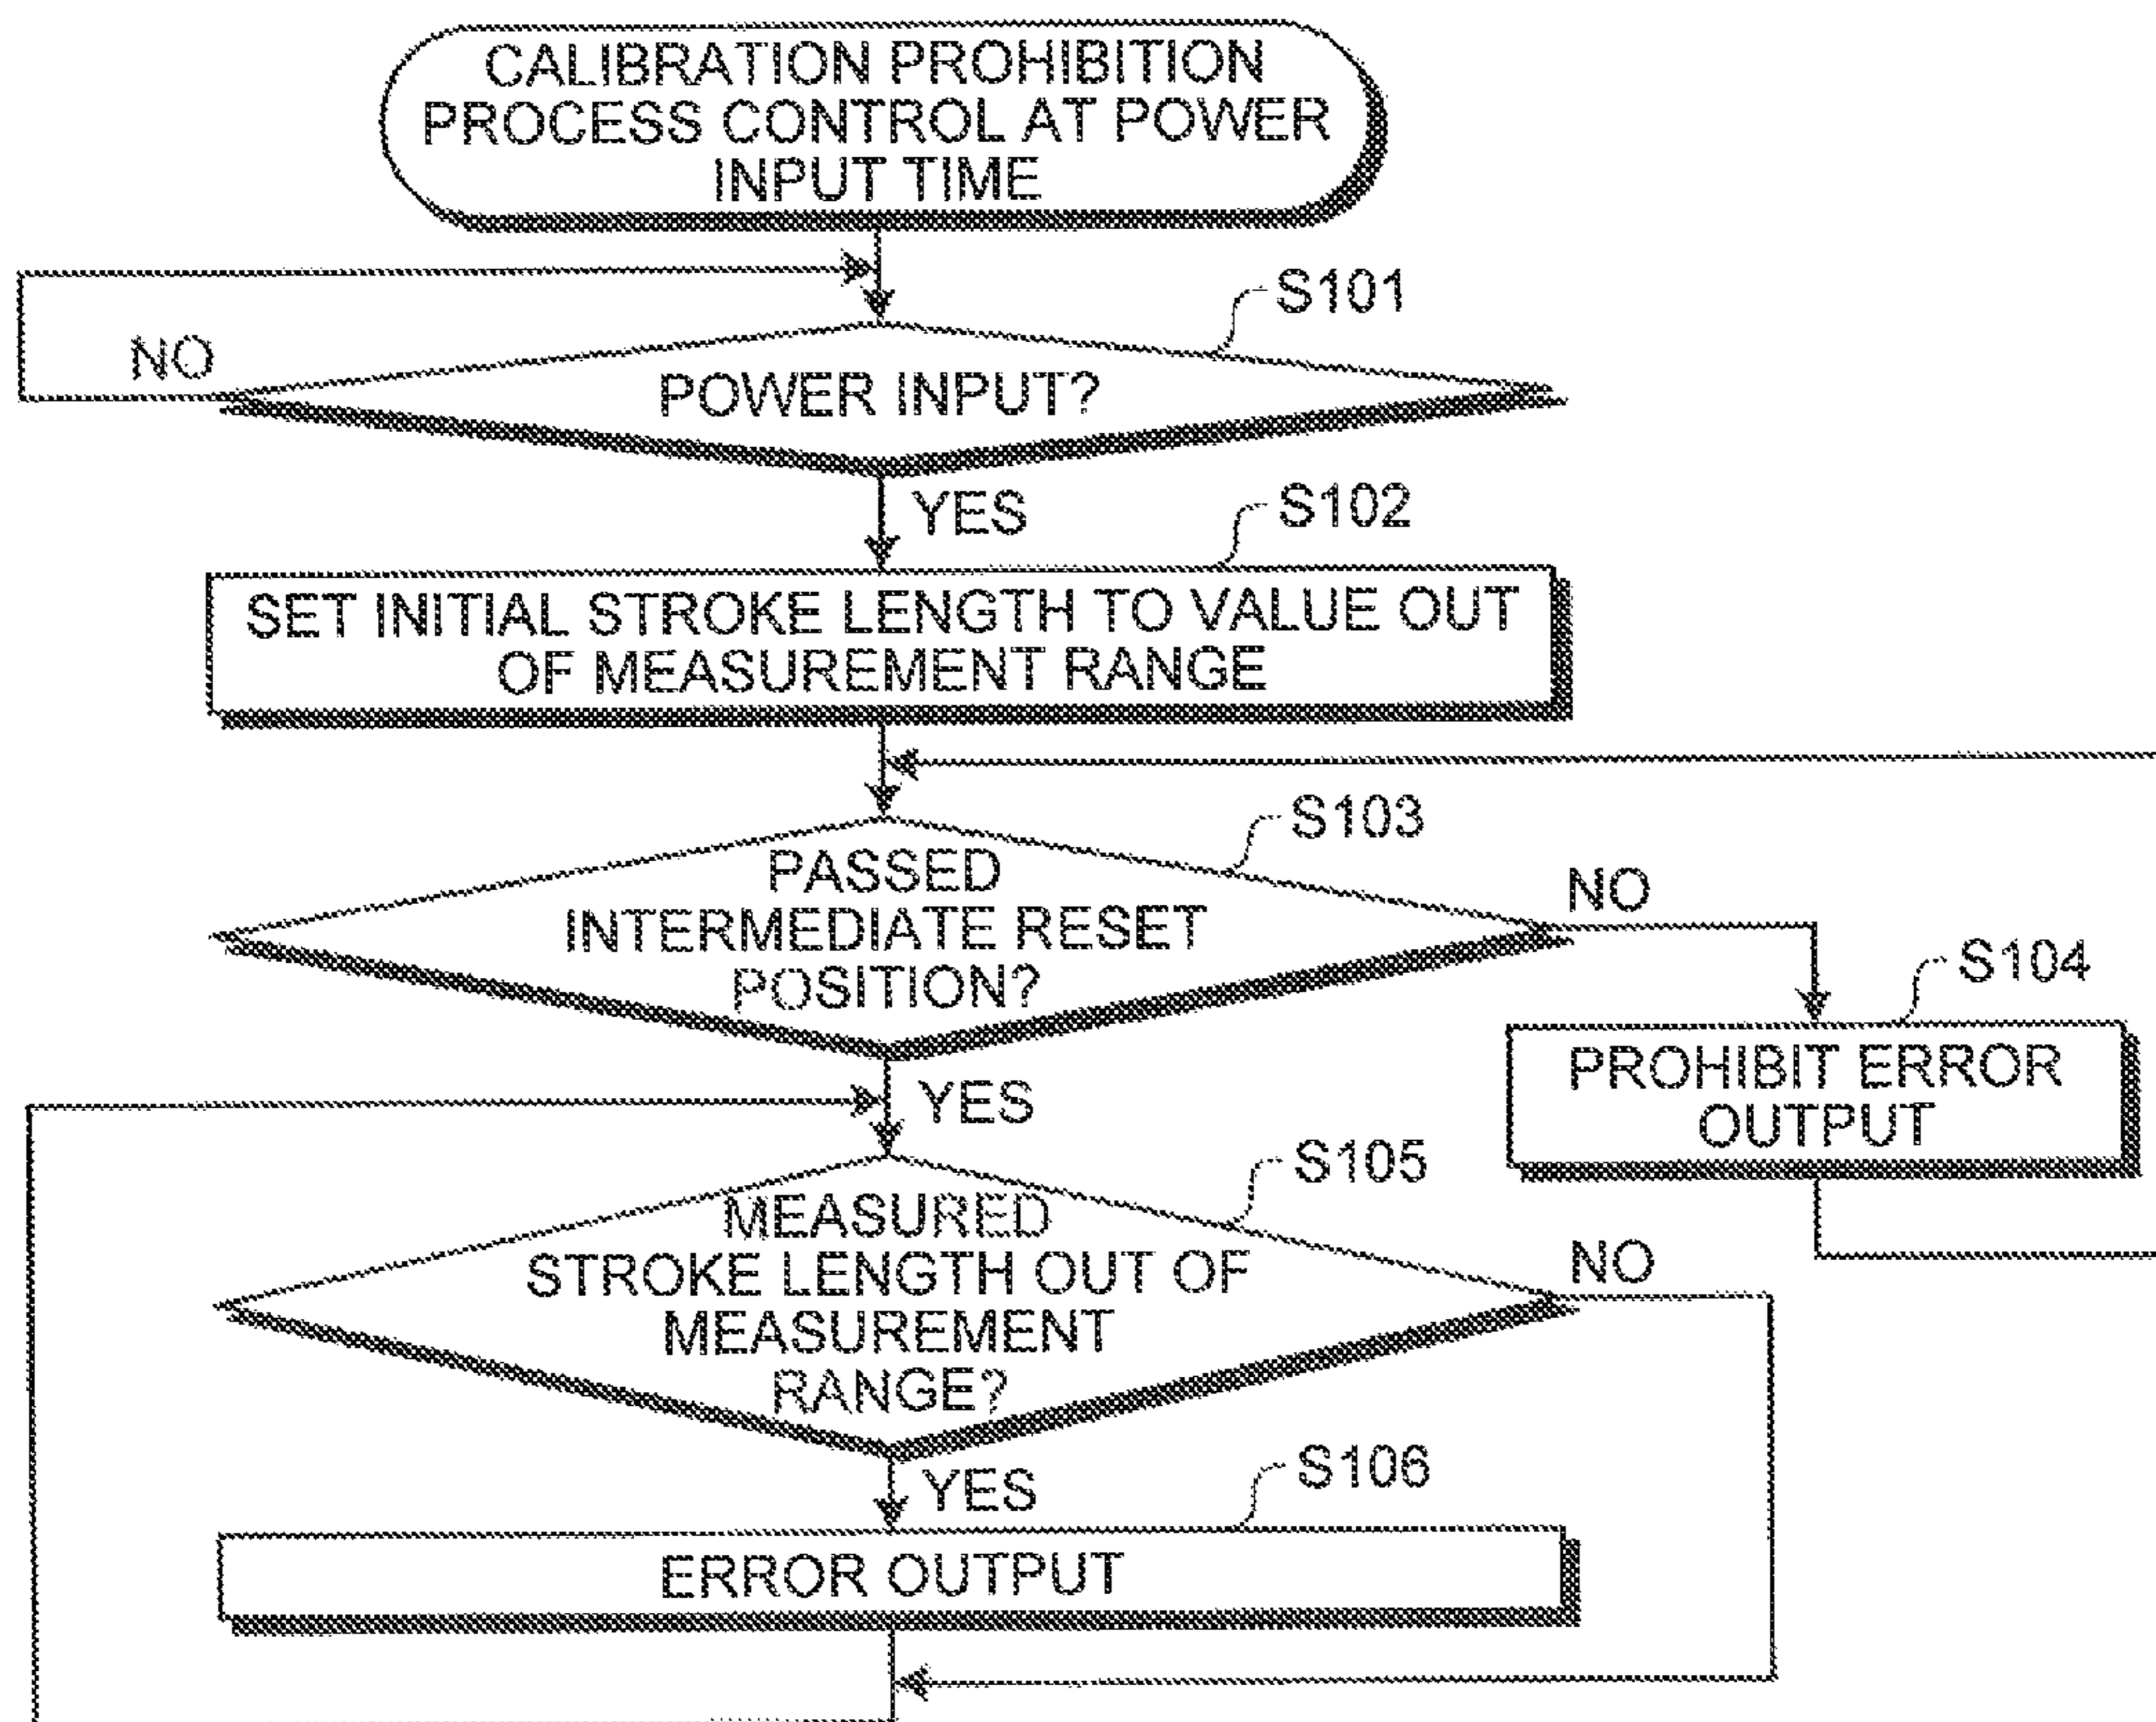 CALIBRATION PROHIBITION
PROCESS CONTROL AT POWER
INPUT TIME
S101
NO
POWER INPUT?
YES
S102
SET INITIAL STROKE LENGTH TO VALUE OUT
OF MEASUREMENT RANGE
S103
PASSED
INTERMEDIATE RESET
POSITION?
NO
S104
PROHIBIT ERROR
OUTPUT
YES
S105
MEASURED
STROKE LENGTH OUT OF
MEASUREMENT
RANGE?
NO
YES
S106
ERROR OUTPUT